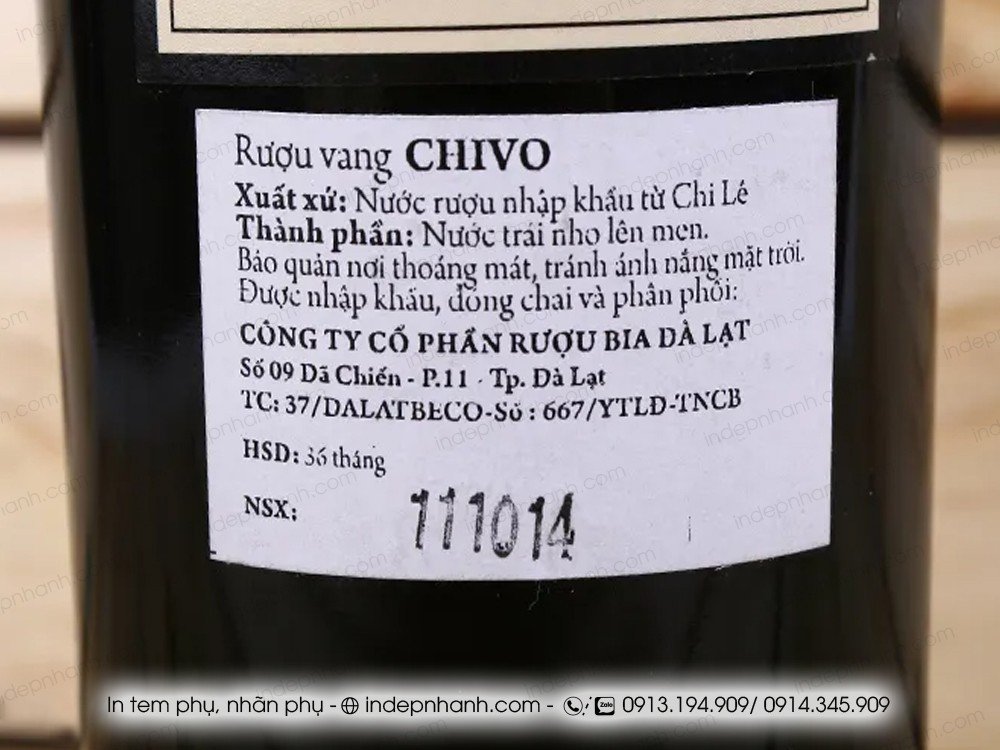 Rượu vang CHIVO
Xuất xứ: Nước rượu nhập khẩu từ Chi Lê
Thành phần: Nước trái nho lên men.
Bảo quản nơi thoáng mát, tránh ánh nắng mặt trời.
Được nhập khẩu, đóng chai và phân phối:
CÔNG TY CỔ PHẦN RƯỢU BIA ĐÀ LẠT
Số 09 Dã Chiến - P.11 - Tp. Đà Lạt
TC: 37/DALATBECO-Số : 667/YTLĐ-TNCB
HSD: 36 tháng
NSX: 111014
In tem phụ, nhãn phụ - indepnhanh.com - / Zalo 0913.194.909/ 0914.345.909